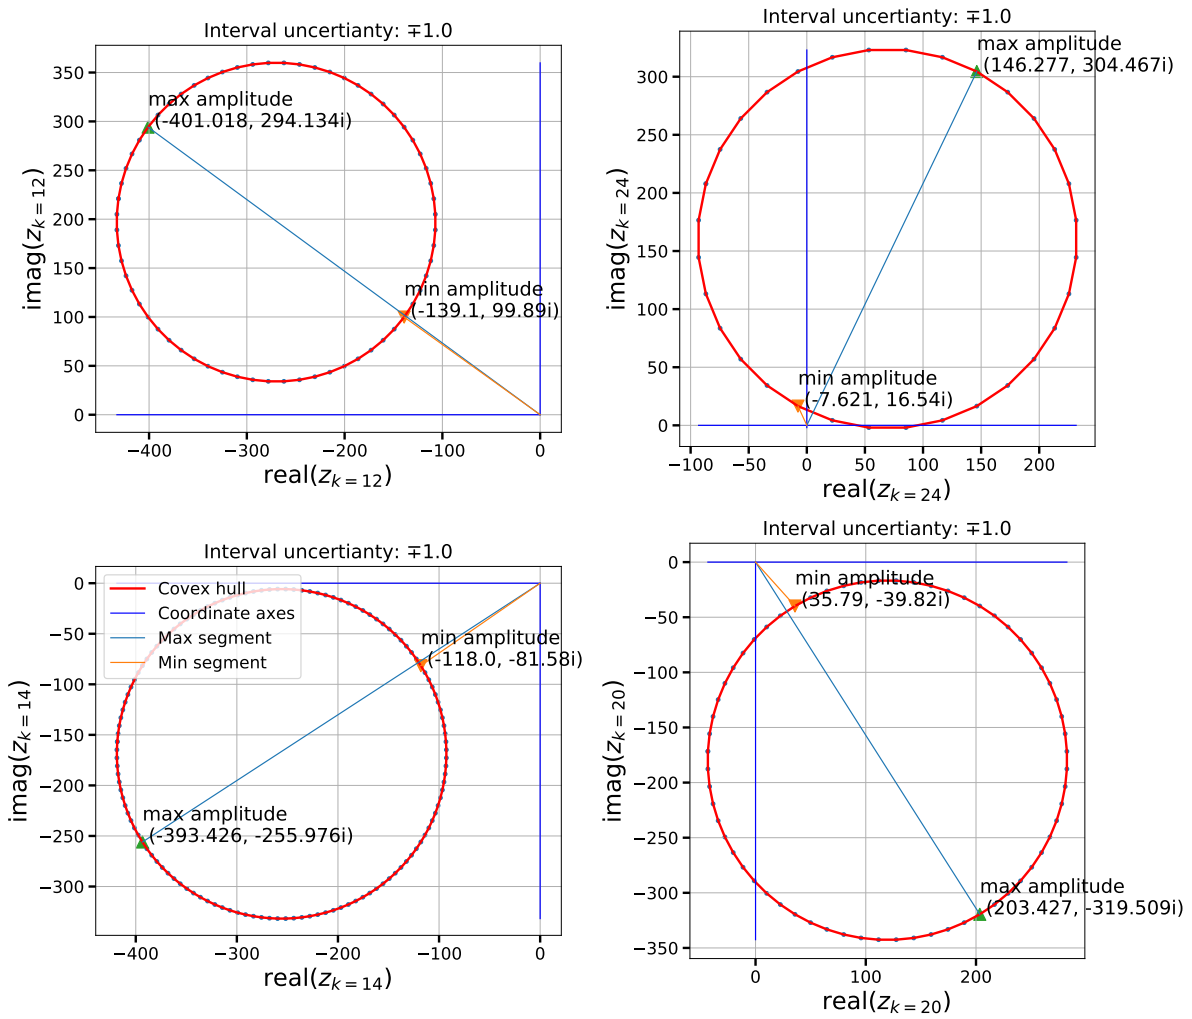 Interval uncertianty: ∓1.0
max amplitude
(-401.018, 294.134i)
min amplitude
(-139.1, 99.89i)
350
300
250
200
150
100
50
0
imag(z_{k=12})
−400
−300
−200
−100
0
real(z_{k=12})
Interval uncertianty: ∓1.0
max amplitude
(146.277, 304.467i)
min amplitude
(-7.621, 16.54i)
300
250
200
150
100
50
0
imag(z_{k=24})
−100
−50
0
50
100
150
200
real(z_{k=24})
Interval uncertianty: ∓1.0
Covex hull
Coordinate axes
Max segment
Min segment
min amplitude
(-118.0, -81.58i)
max amplitude
(-393.426, -255.976i)
0
−50
−100
−150
−200
−250
−300
imag(z_{k=14})
−400
−300
−200
−100
0
real(z_{k=14})
Interval uncertianty: ∓1.0
min amplitude
(35.79, -39.82i)
max amplitude
(203.427, -319.509i)
0
−50
−100
−150
−200
−250
−300
−350
imag(z_{k=20})
0
100
200
real(z_{k=20})